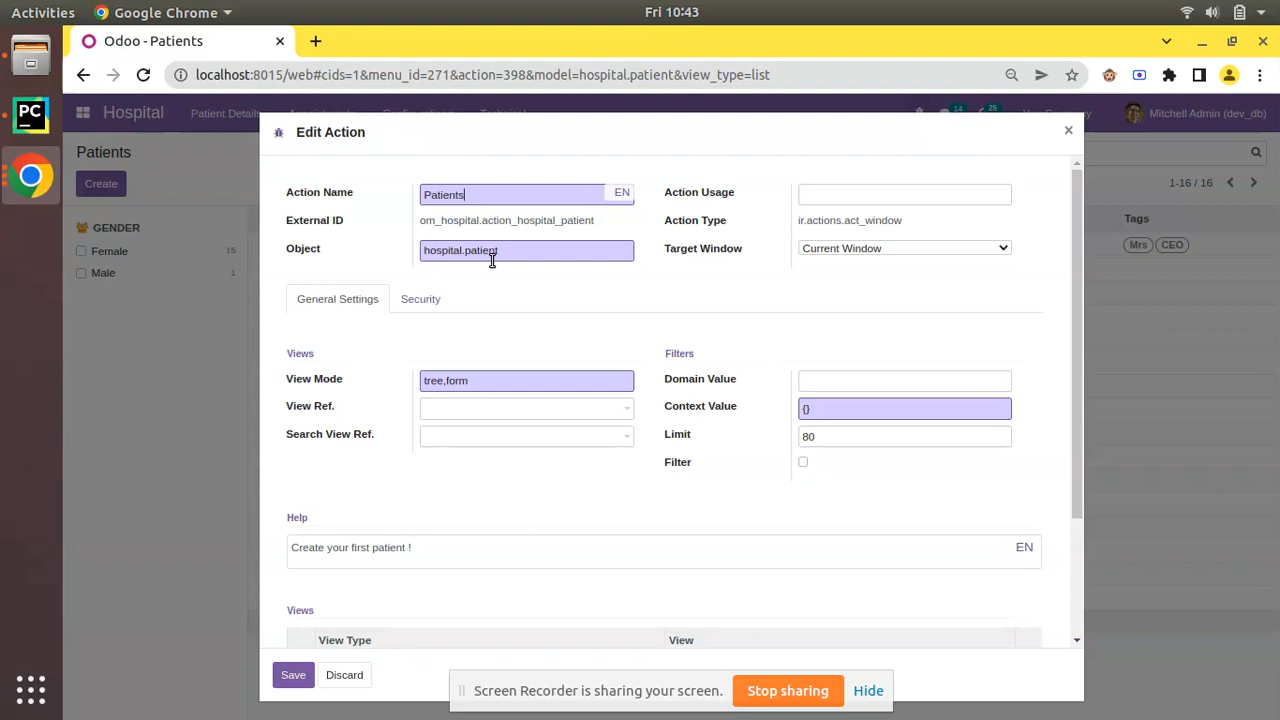 Activities
Google Chrome
Fri 10:43
Odoo - Patients
localhost:8015/web#cids=1&menu_id=271&action=398&model=hospital.patient&view_type=list
PC
Hospital
Patient Details
14
25
Mitchell Admin (dev_db)
Edit Action
Patients
Create
1-16 / 16
GENDER
Female 15
Male 1
Tags
Mrs CEO
Action Name Patients EN
Action Usage
External ID om_hospital.action_hospital_patient
Action Type ir.actions.act_window
Object hospital.patient
Target Window Current Window
General Settings Security
Views
Filters
View Mode tree,form
Domain Value
View Ref.
Context Value {}
Search View Ref.
Limit 80
Filter
Help
Create your first patient ! EN
Views
View Type View
Save Discard
Screen Recorder is sharing your screen. Stop sharing Hide